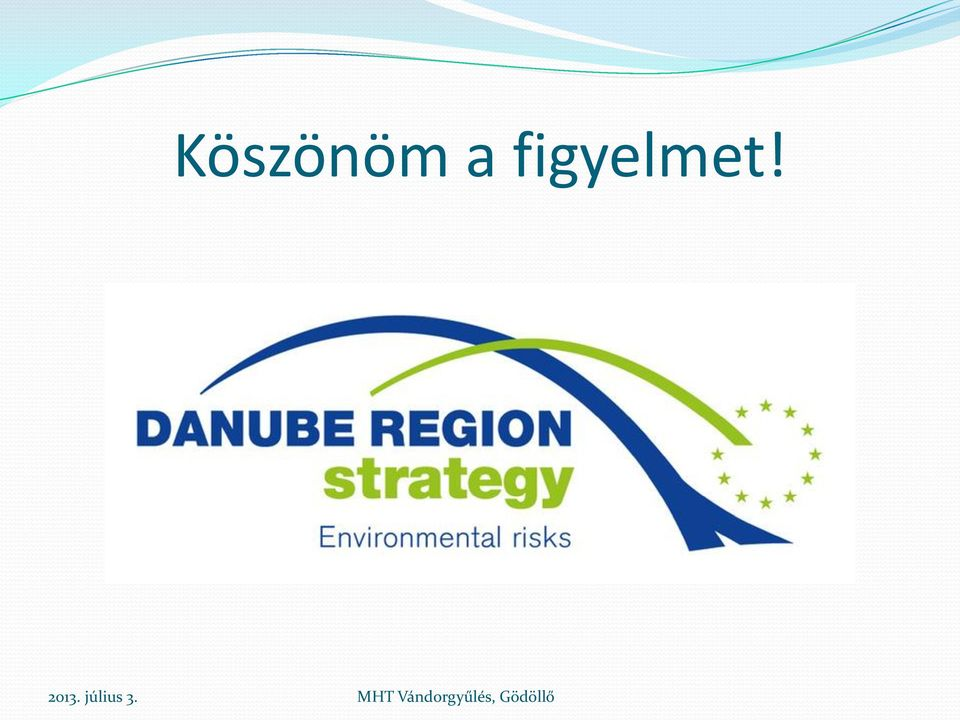 Köszönöm a figyelmet!
DANUBE REGION
strategy
Environmental risks
2013. július 3.
MHT Vándorgyűlés, Gödöllő